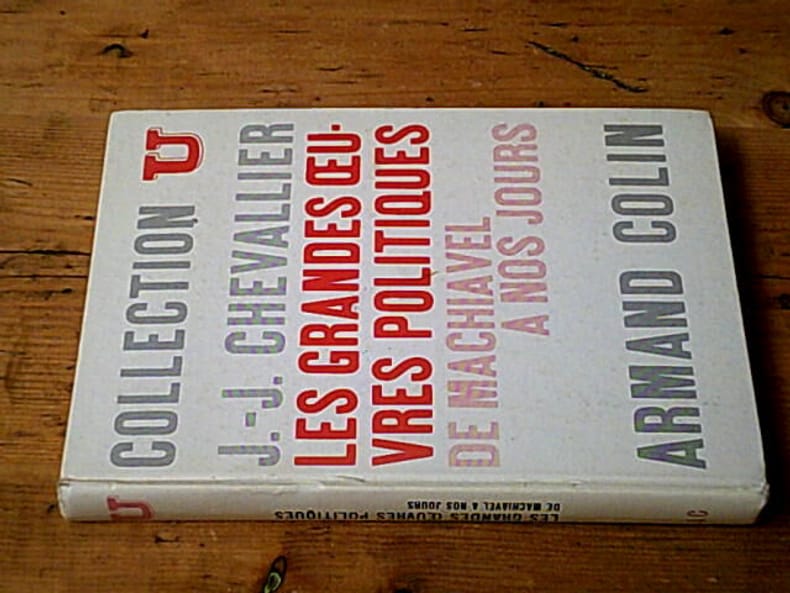 COLLECTION U
J.-J. CHEVALLIER
LES GRANDES ŒU-
VRES POLITIQUES
DE MACHIAVEL
A NOS JOURS
ARMAND COLIN
U
LES GRANDES ŒUVRES POLITIQUES
DE MACHIAVEL A NOS JOURS